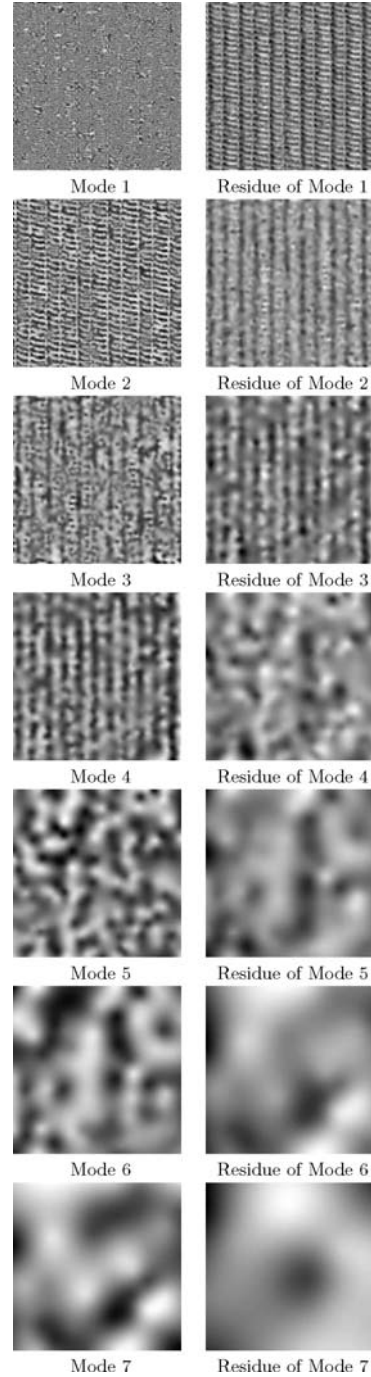 Mode 1 Residue of Mode 1
Mode 2 Residue of Mode 2
Mode 3 Residue of Mode 3
Mode 4 Residue of Mode 4
Mode 5 Residue of Mode 5
Mode 6 Residue of Mode 6
Mode 7 Residue of Mode 7